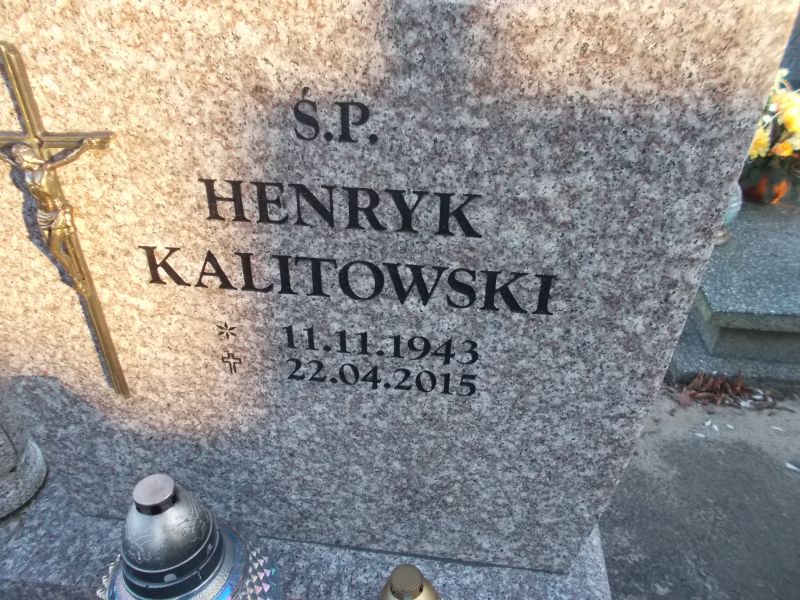 Ś.P.
HENRYK
KALITOWSKI
* 11.11.1943
✝ 22.04.2015